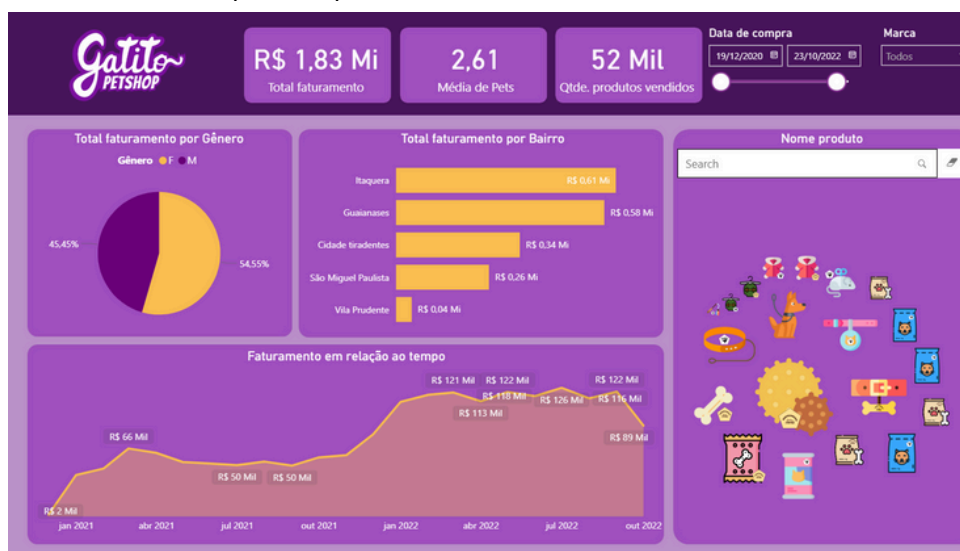 Gatito
PETSHOP
R$ 1,83 Mi
Total faturamento
2,61
Média de Pets
52 Mil
Qtde. produtos vendidos
Data de compra
19/12/2020
23/10/2022
Marca
Todos
Total faturamento por Gênero
Gênero F M
45,45%
54,55%
Total faturamento por Bairro
Itaquera R$ 0,61 Mi
Guaianases R$ 0,58 Mi
Cidade tiradentes R$ 0,34 Mi
São Miguel Paulista R$ 0,26 Mi
Vila Prudente R$ 0,04 Mi
Nome produto
Search
Faturamento em relação ao tempo
R$ 2 Mil
R$ 66 Mil
R$ 50 Mil
R$ 50 Mil
R$ 121 Mil
R$ 113 Mil
R$ 122 Mil
R$ 118 Mil
R$ 126 Mil
R$ 122 Mil
R$ 116 Mil
R$ 89 Mil
jan 2021 abr 2021 jul 2021 out 2021 jan 2022 abr 2022 jul 2022 out 2022